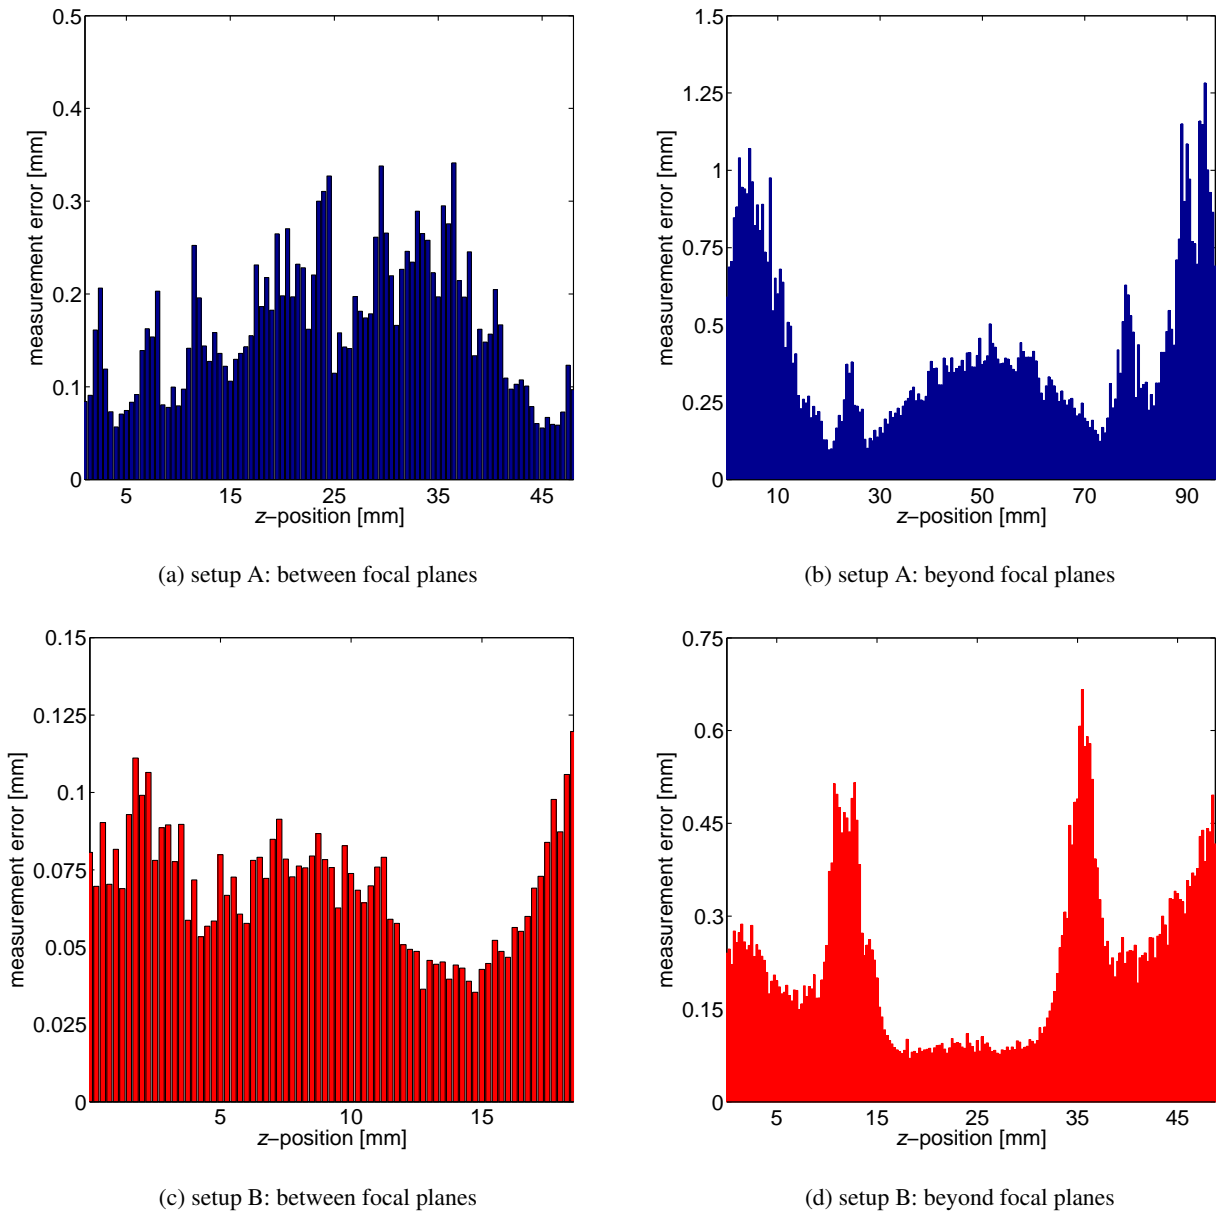 0.5
0.4
0.3
0.2
0.1
0
measurement error [mm]
5 15 25 35 45
z–position [mm]
(a) setup A: between focal planes
1.5
1.25
1
0.75
0.5
0.25
0
measurement error [mm]
10 30 50 70 90
z–position [mm]
(b) setup A: beyond focal planes
0.15
0.125
0.1
0.075
0.05
0.025
0
measurement error [mm]
5 10 15
z–position [mm]
(c) setup B: between focal planes
0.75
0.6
0.45
0.3
0.15
0
measurement error [mm]
5 15 25 35 45
z–position [mm]
(d) setup B: beyond focal planes